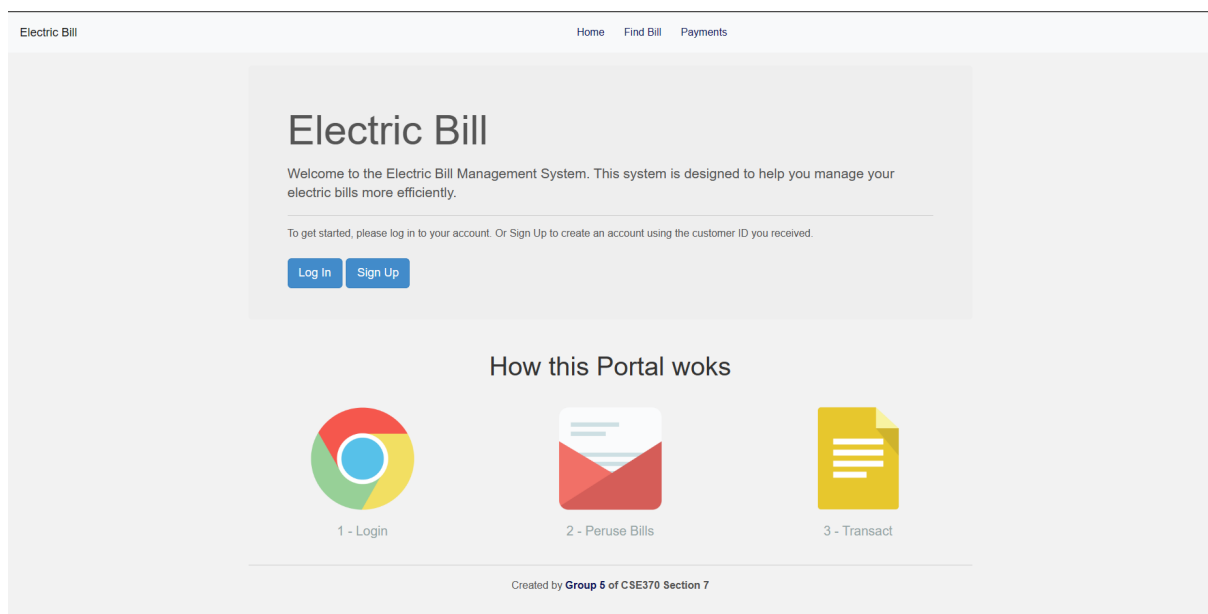 Electric Bill
Home Find Bill Payments
Electric Bill
Welcome to the Electric Bill Management System. This system is designed to help you manage your
electric bills more efficiently.
To get started, please log in to your account. Or Sign Up to create an account using the customer ID you received.
Log In Sign Up
How this Portal woks
1 - Login
2 - Peruse Bills
3 - Transact
Created by Group 5 of CSE370 Section 7